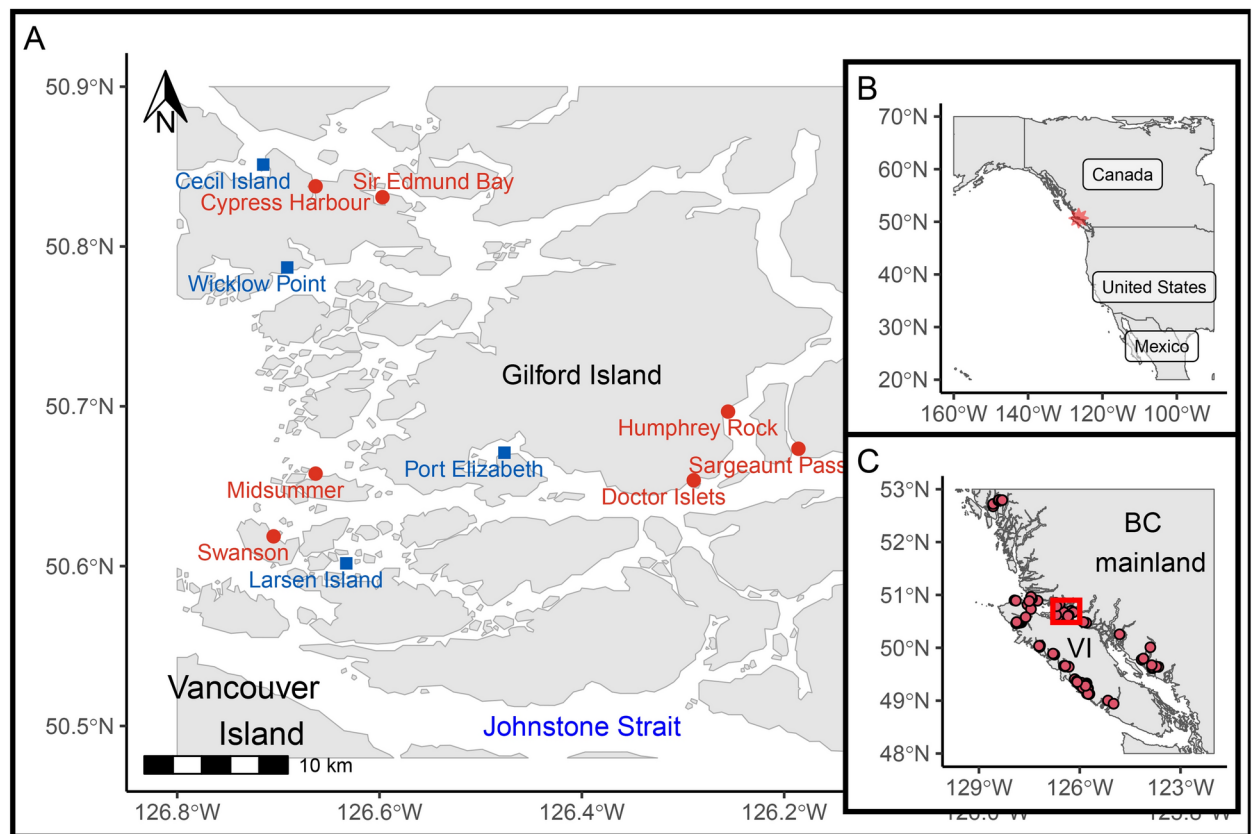 A
50.9°N
50.8°N
50.7°N
50.6°N
50.5°N
N
Cecil Island
Sir Edmund Bay
Cypress Harbour
Wicklow Point
Gilford Island
Humphrey Rock
Port Elizabeth
Sargeaunt Pass
Midsummer
Doctor Islets
Swanson
Larsen Island
Vancouver
Island
Johnstone Strait
10 km
126.8°W
126.6°W
126.4°W
126.2°W
B
70°N
60°N
50°N
40°N
30°N
20°N
Canada
United States
Mexico
160°W
140°W
120°W
100°W
C
53°N
52°N
51°N
50°N
49°N
48°N
BC
mainland
VI
129°W
126°W
123°W